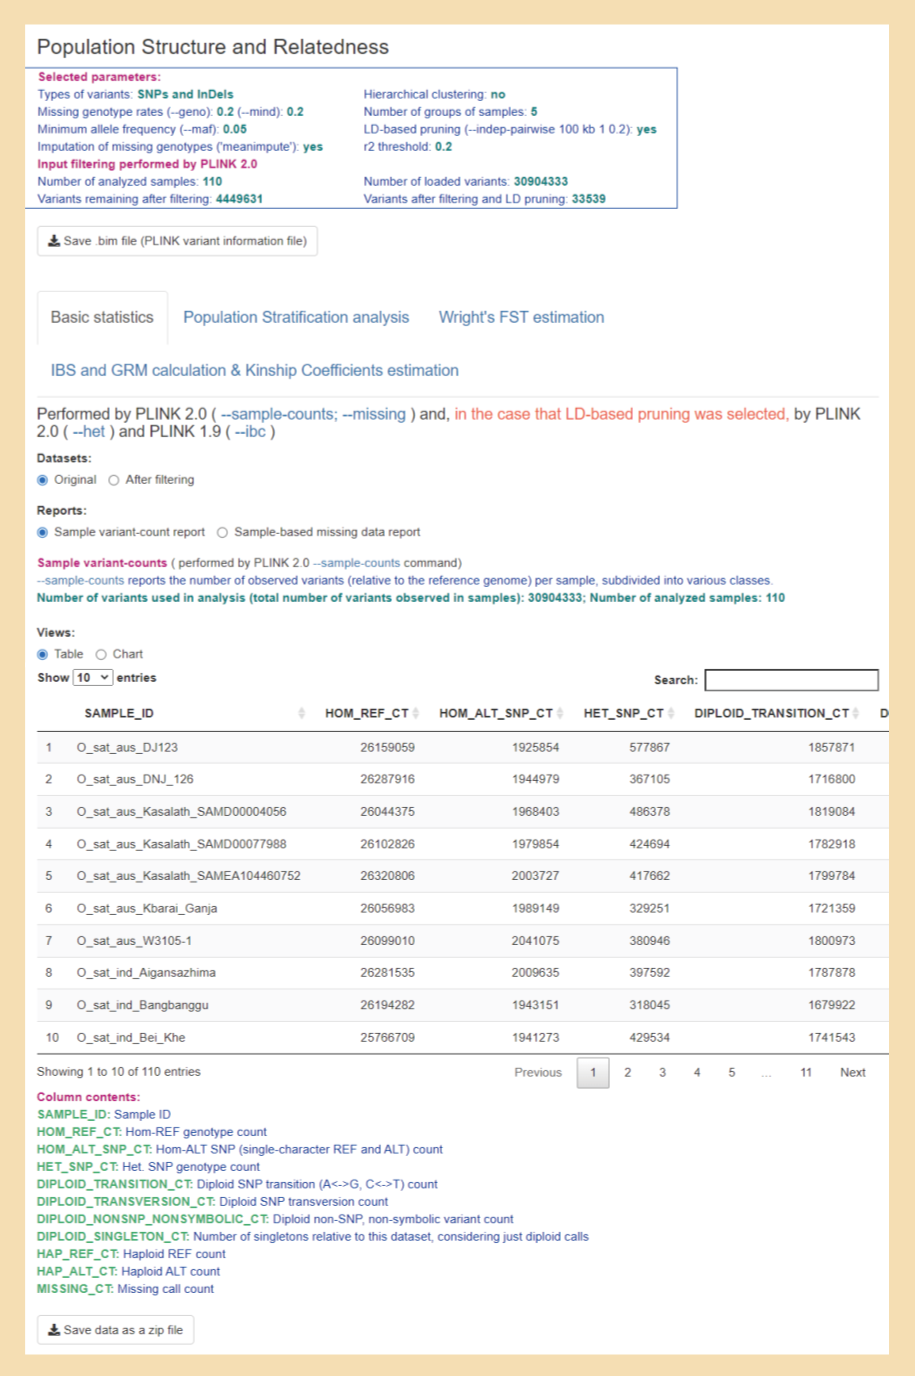 Population Structure and Relatedness
Selected parameters:
Types of variants: SNPs and InDels Hierarchical clustering: no
Missing genotype rates (--geno): 0.2 (--mind): 0.2 Number of groups of samples: 5
Minimum allele frequency (--maf): 0.05 LD-based pruning (--indep-pairwise 100 kb 1 0.2): yes
Imputation of missing genotypes ('meanimpute'): yes r2 threshold: 0.2
Input filtering performed by PLINK 2.0
Number of analyzed samples: 110 Number of loaded variants: 30904333
Variants remaining after filtering: 4449631 Variants after filtering and LD pruning: 33539
Save .bim file (PLINK variant information file)
Basic statistics Population Stratification analysis Wright's FST estimation
IBS and GRM calculation & Kinship Coefficients estimation
Performed by PLINK 2.0 ( --sample-counts; --missing ) and, in the case that LD-based pruning was selected, by PLINK
2.0 ( --het ) and PLINK 1.9 ( --ibc )
Datasets:
Original After filtering
Reports:
Sample variant-count report Sample-based missing data report
Sample variant-counts ( performed by PLINK 2.0 --sample-counts command)
--sample-counts reports the number of observed variants (relative to the reference genome) per sample, subdivided into various classes.
Number of variants used in analysis (total number of variants observed in samples): 30904333; Number of analyzed samples: 110
Views:
Table Chart
Show 10 entries Search:
SAMPLE_ID HOM_REF_CT HOM_ALT_SNP_CT HET_SNP_CT DIPLOID_TRANSITION_CT D
1 O_sat_aus_DJ123 26159059 1925854 577867 1857871
2 O_sat_aus_DNJ_126 26287916 1944979 367105 1716800
3 O_sat_aus_Kasalath_SAMD00004056 26044375 1968403 486378 1819084
4 O_sat_aus_Kasalath_SAMD00077988 26102826 1979854 424694 1782918
5 O_sat_aus_Kasalath_SAMEA104460752 26320806 2003727 417662 1799784
6 O_sat_aus_Kbarai_Ganja 26056983 1989149 329251 1721359
7 O_sat_aus_W3105-1 26099010 2041075 380946 1800973
8 O_sat_ind_Aigansazhima 26281535 2009635 397592 1787878
9 O_sat_ind_Bangbanggu 26194282 1943151 318045 1679922
10 O_sat_ind_Bei_Khe 25766709 1941273 429534 1741543
Showing 1 to 10 of 110 entries Previous 1 2 3 4 5 ... 11 Next
Column contents:
SAMPLE_ID: Sample ID
HOM_REF_CT: Hom-REF genotype count
HOM_ALT_SNP_CT: Hom-ALT SNP (single-character REF and ALT) count
HET_SNP_CT: Het. SNP genotype count
DIPLOID_TRANSITION_CT: Diploid SNP transition (A<->G, C<->T) count
DIPLOID_TRANSVERSION_CT: Diploid SNP transversion count
DIPLOID_NONSNP_NONSYMBOLIC_CT: Diploid non-SNP, non-symbolic variant count
DIPLOID_SINGLETON_CT: Number of singletons relative to this dataset, considering just diploid calls
HAP_REF_CT: Haploid REF count
HAP_ALT_CT: Haploid ALT count
MISSING_CT: Missing call count
Save data as a zip file